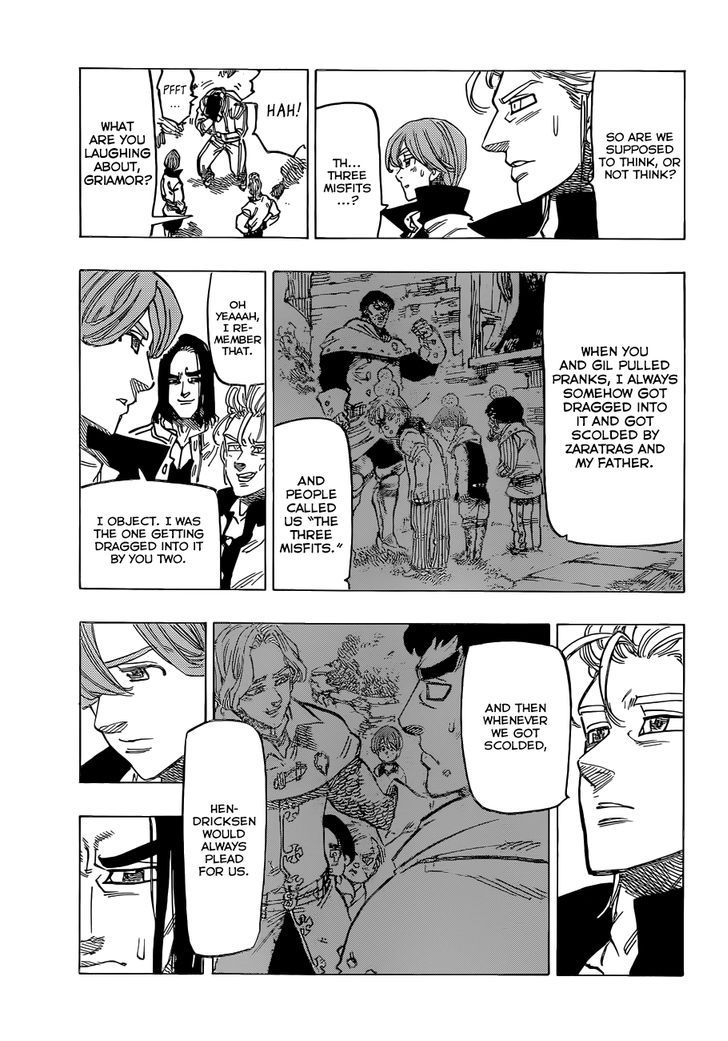 SO ARE WE
SUPPOSED
TO THINK, OR
NOT THINK?
TH...
THREE
MISFITS
...?
PFFT
...
HAH!
WHAT
ARE YOU
LAUGHING
ABOUT,
GRIAMOR?
WHEN YOU
AND GIL PULLED
PRANKS, I ALWAYS
SOMEHOW GOT
DRAGGED INTO
IT AND GOT
SCOLDED BY
ZARATRAS AND
MY FATHER.
AND
PEOPLE
CALLED
US "THE
THREE
MISFITS."
OH
YEAAAH,
I RE-
MEMBER
THAT.
I OBJECT. I WAS
THE ONE GETTING
DRAGGED INTO IT
BY YOU TWO.
AND THEN
WHENEVER
WE GOT
SCOLDED,
HEN-
DRICKSEN
WOULD
ALWAYS
PLEAD
FOR US.